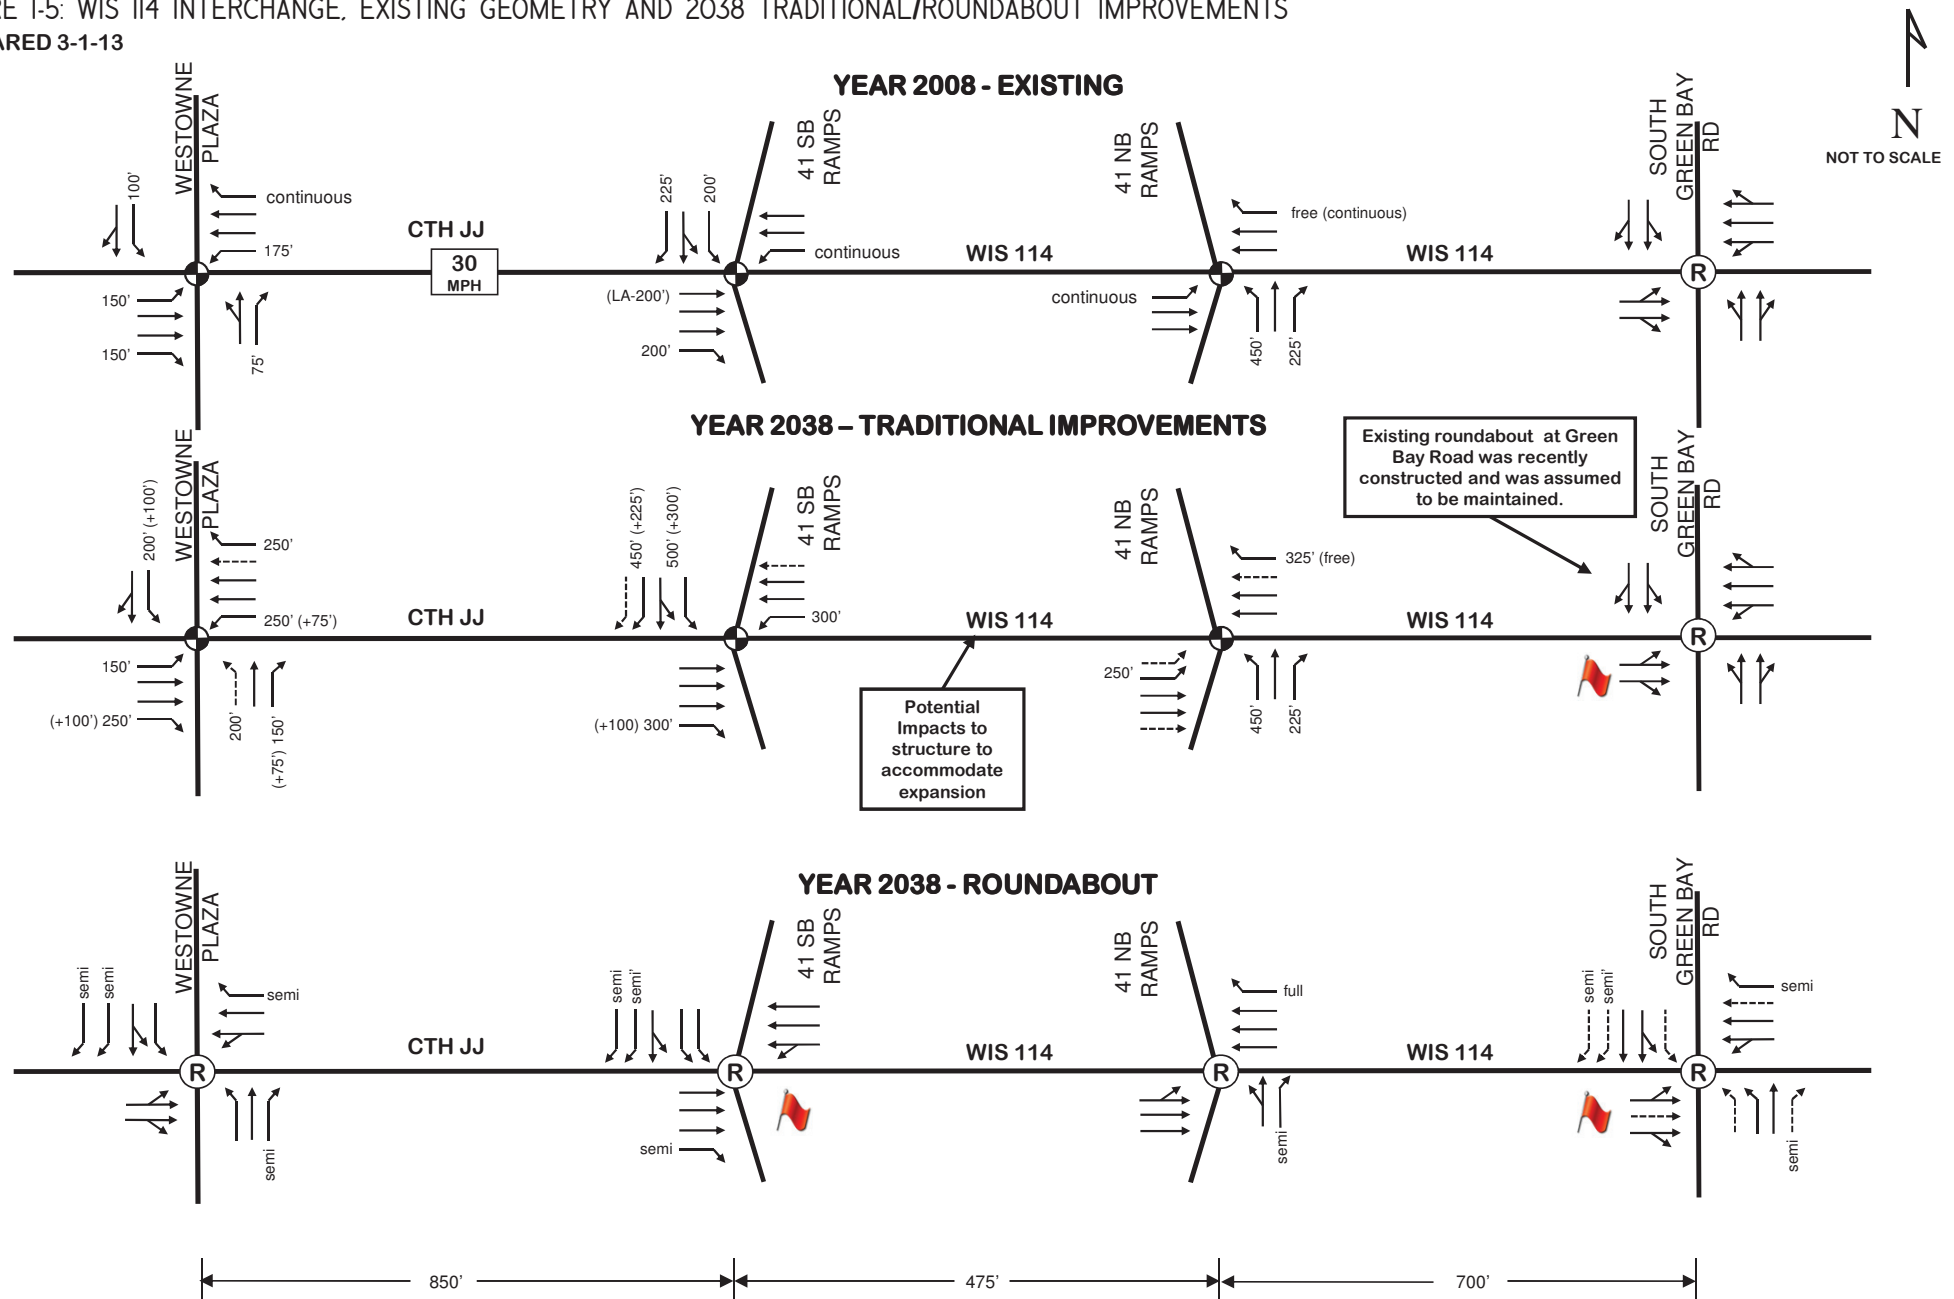 RE 1-5: WIS 114 INTERCHANGE, EXISTING GEOMETRY AND 2038 TRADITIONAL/ROUNDABOUT IMPROVEMENTS
ARED 3-1-13
N
NOT TO SCALE
YEAR 2008 - EXISTING
WESTOWNE
PLAZA
100'
continuous
175'
150'
150'
75'
CTH JJ
30
MPH
225'
200'
41 SB
RAMPS
continuous
(LA-200')
200'
WIS 114
41 NB
RAMPS
free (continuous)
continuous
450'
225'
WIS 114
SOUTH
GREEN BAY
RD
R
YEAR 2038 – TRADITIONAL IMPROVEMENTS
WESTOWNE
PLAZA
200' (+100')
250'
250' (+75')
150'
(+100') 250'
200'
(+75') 150'
CTH JJ
450' (+225')
500' (+300')
41 SB
RAMPS
300'
(+100) 300'
WIS 114
Potential
Impacts to
structure to
accommodate
expansion
41 NB
RAMPS
325' (free)
250'
450'
225'
WIS 114
Existing roundabout at Green
Bay Road was recently
constructed and was assumed
to be maintained.
SOUTH
GREEN BAY
RD
R
YEAR 2038 - ROUNDABOUT
WESTOWNE
PLAZA
semi
semi
semi
R
semi
CTH JJ
semi
semi'
41 SB
RAMPS
R
semi
WIS 114
41 NB
RAMPS
full
R
semi
WIS 114
semi
semi'
SOUTH
GREEN BAY
RD
semi
R
semi
850'
475'
700'